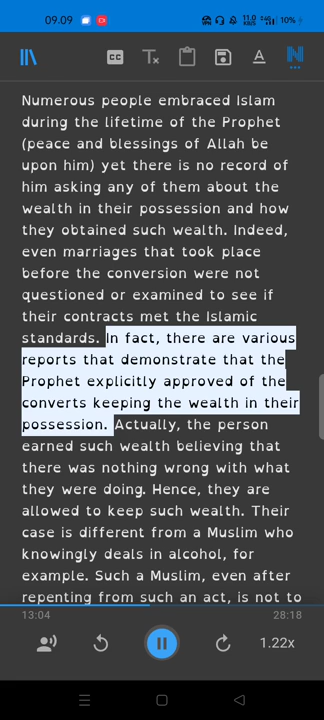 09.09
11.0 KB/S
10%
CC
A
N
Numerous people embraced Islam
during the lifetime of the Prophet
(peace and blessings of Allah be
upon him) yet there is no record of
him asking any of them about the
wealth in their possession and how
they obtained such wealth. Indeed,
even marriages that took place
before the conversion were not
questioned or examined to see if
their contracts met the Islamic
standards. In fact, there are various
reports that demonstrate that the
Prophet explicitly approved of the
converts keeping the wealth in their
possession. Actually, the person
earned such wealth believing that
there was nothing wrong with what
they were doing. Hence, they are
allowed to keep such wealth. Their
case is different from a Muslim who
knowingly deals in alcohol, for
example. Such a Muslim, even after
repenting from such an act, is not to
13:04 28:18
1.22x